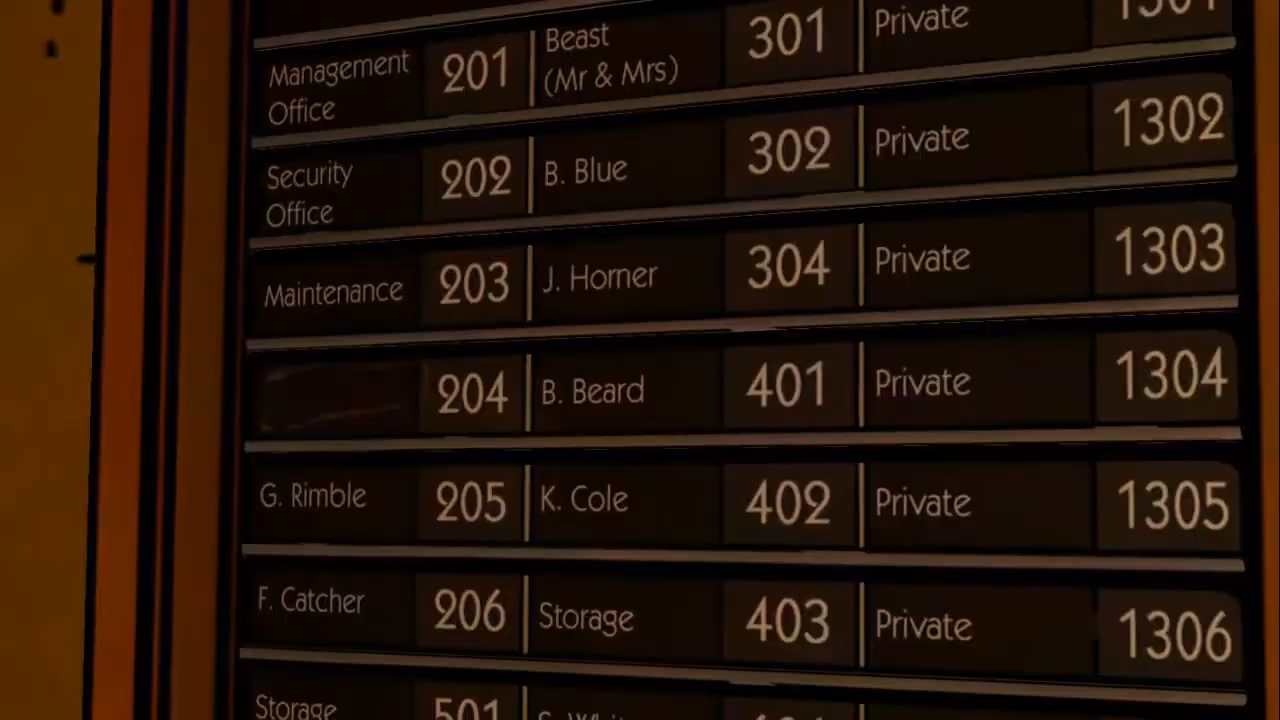 Management Office 201
Beast (Mr & Mrs) 301
Private
Security Office 202
B. Blue 302
Private 1302
Maintenance 203
J. Horner 304
Private 1303
204
B. Beard 401
Private 1304
G. Rimble 205
K. Cole 402
Private 1305
F. Catcher 206
Storage 403
Private 1306
Storage 501